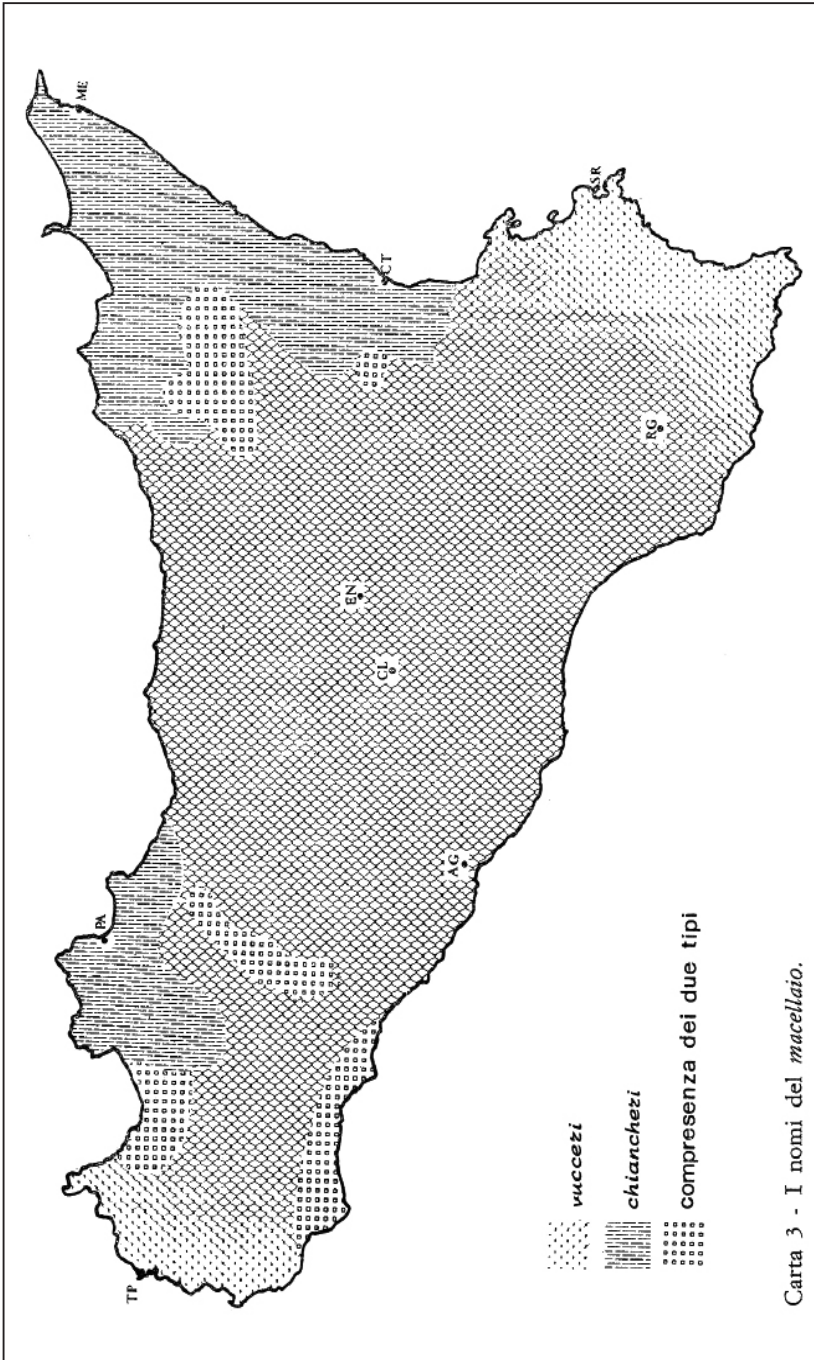 ME
PA
TP
CT
EN
CL
AG
SR
RG
vucceri
chiancheri
compresenza dei due tipi
Carta 3 - I nomi del macellaio.